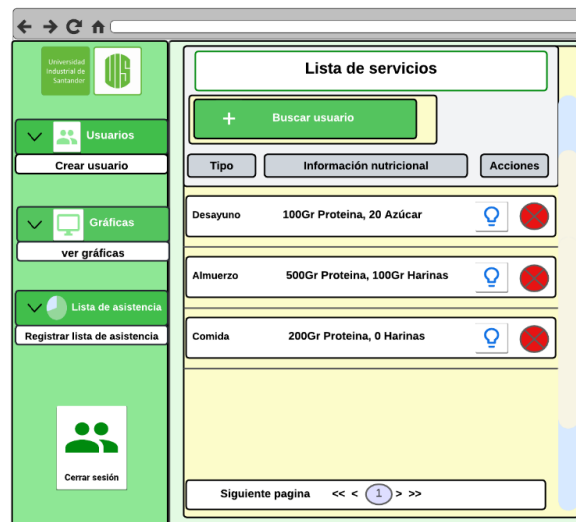 Universidad
Industrial de
Santander
UIS
Usuarios
Crear usuario
Gráficas
ver gráficas
Lista de asistencia
Registrar lista de asistencia
Cerrar sesión
Lista de servicios
+ Buscar usuario
Tipo Información nutricional Acciones
Desayuno 100Gr Proteina, 20 Azúcar
Almuerzo 500Gr Proteina, 100Gr Harinas
Comida 200Gr Proteina, 0 Harinas
Siguiente pagina << < 1 > >>